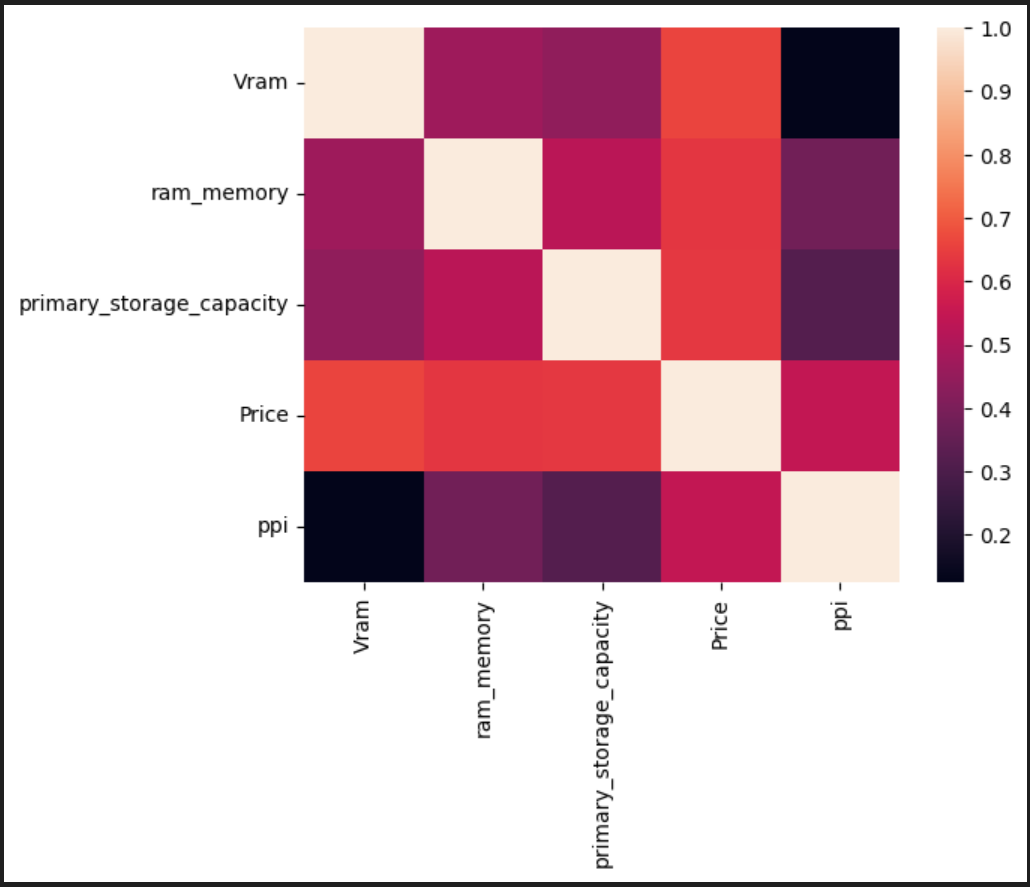 Vram
ram_memory
primary_storage_capacity
Price
ppi
Vram
ram_memory
primary_storage_capacity
Price
ppi
1.0
0.9
0.8
0.7
0.6
0.5
0.4
0.3
0.2